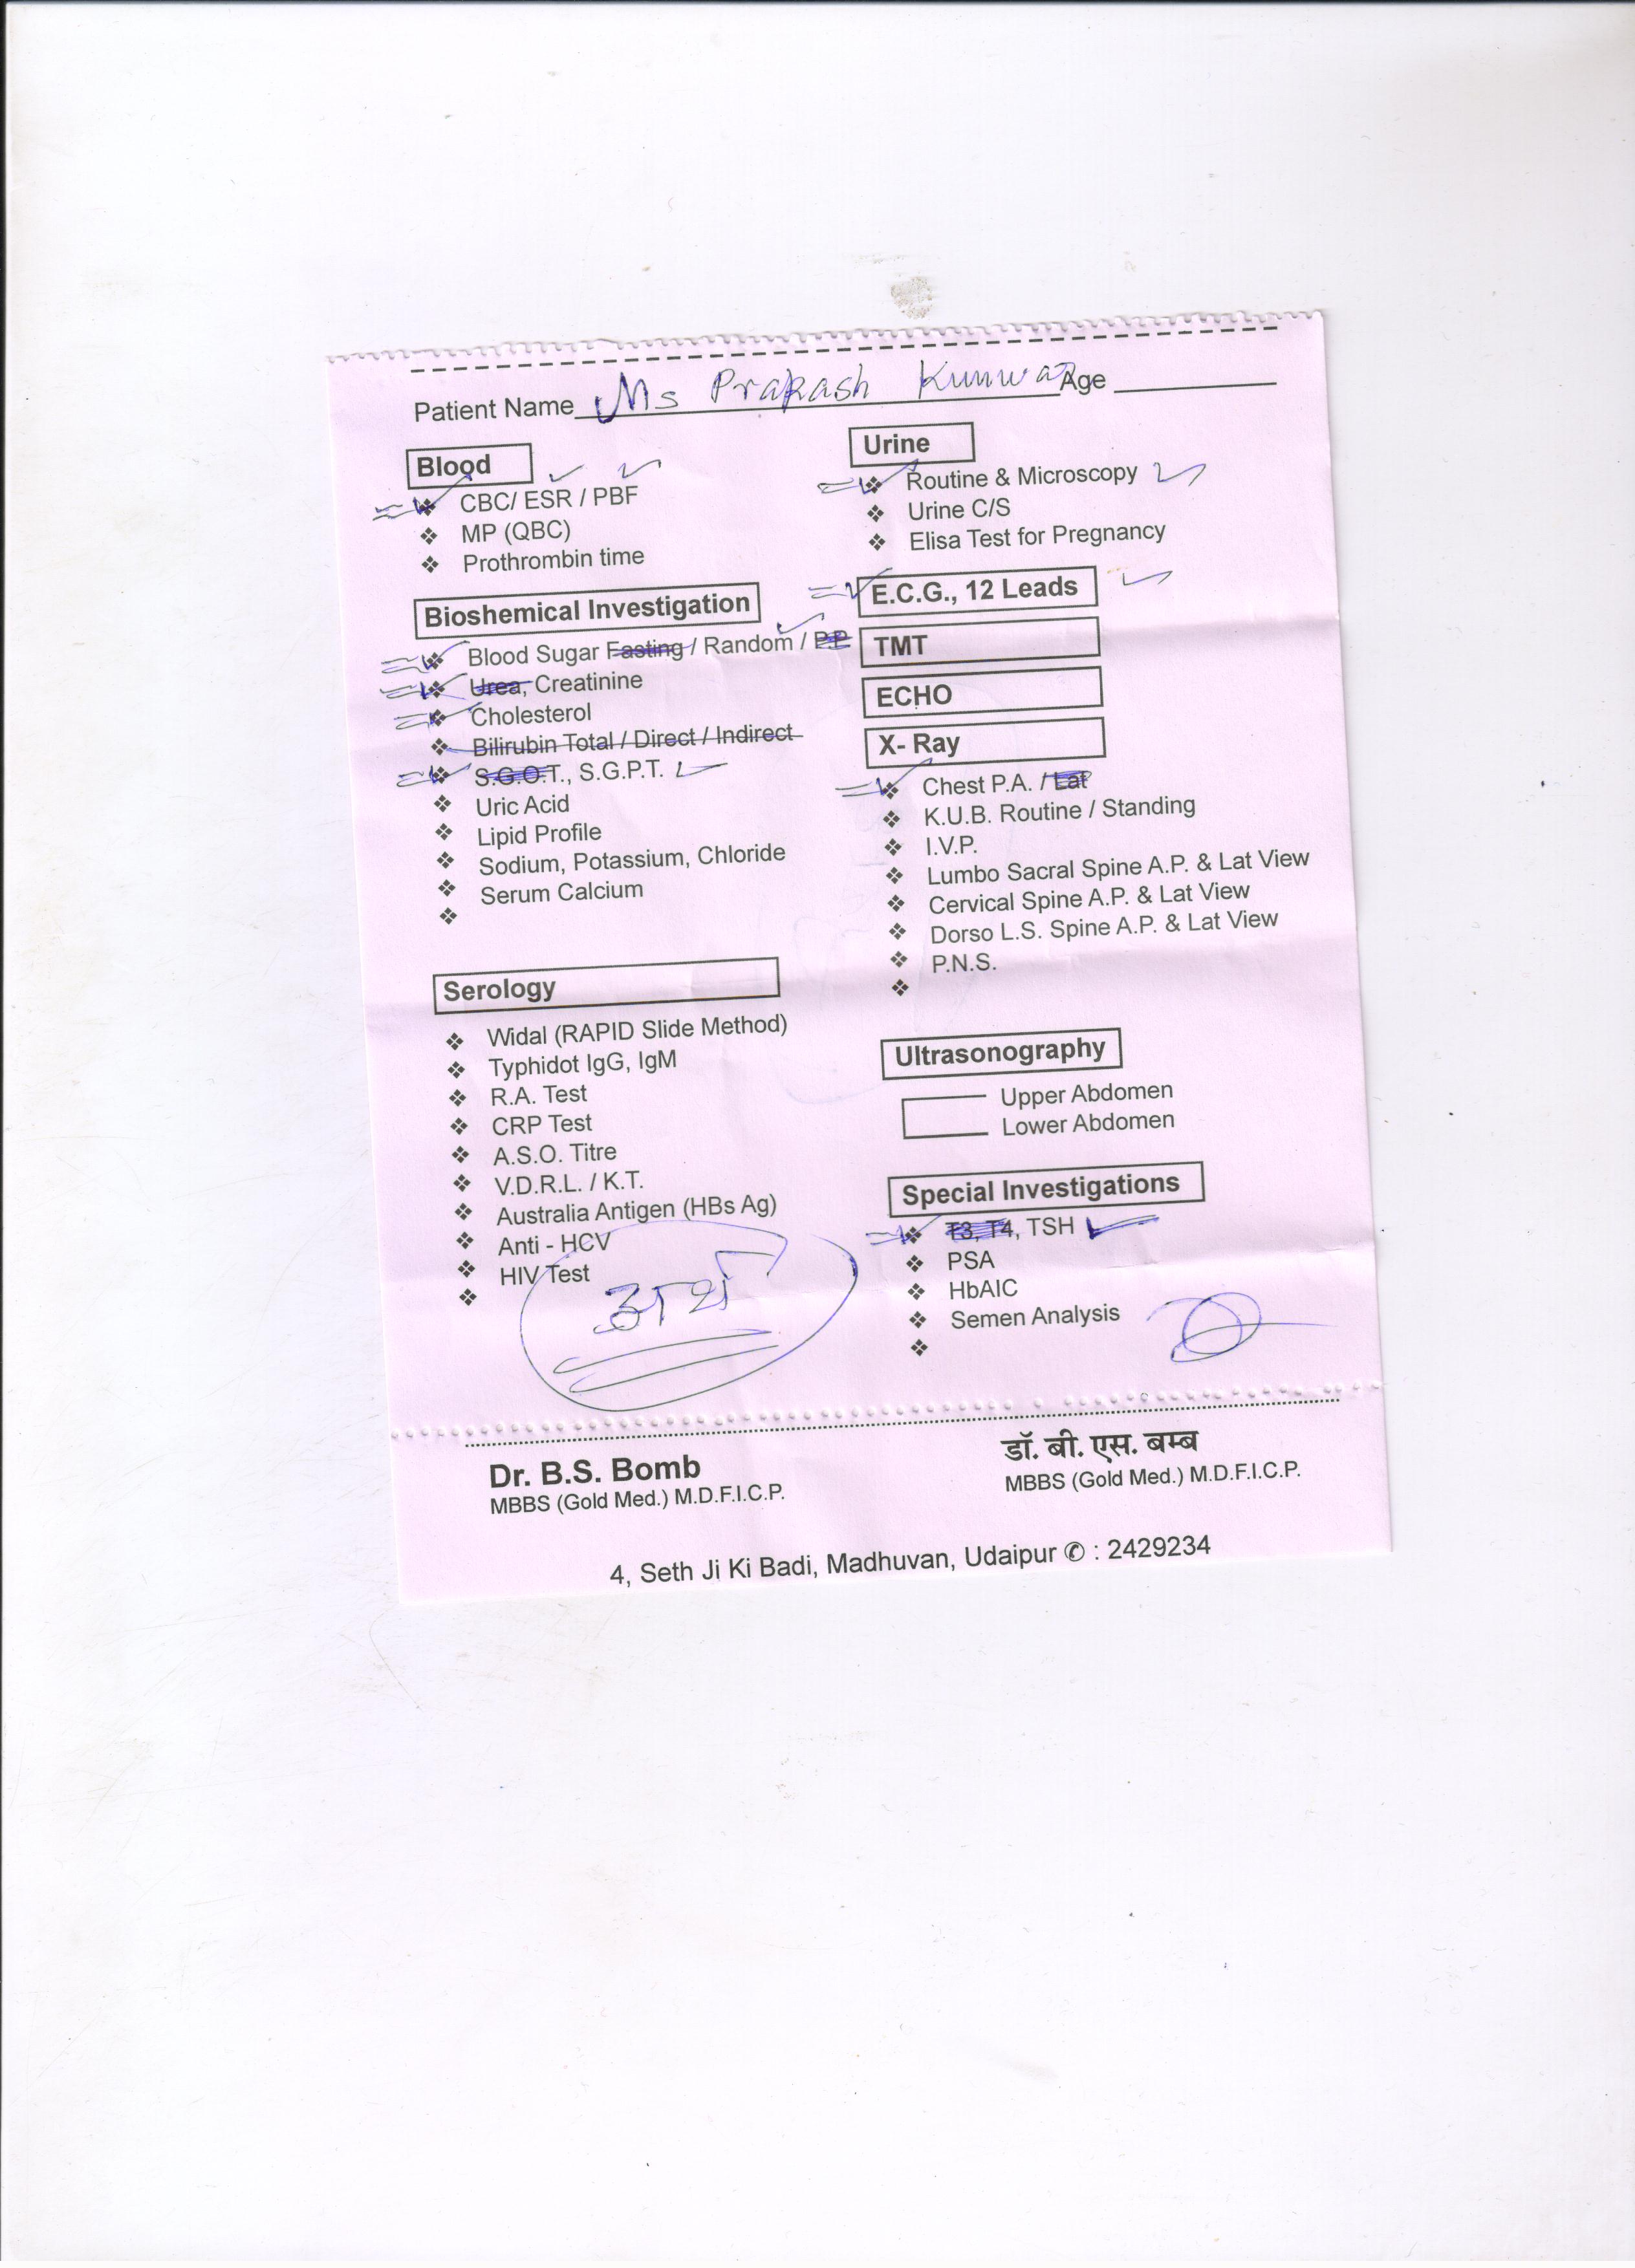 Patient Name Ms Prakash Kunwar Age
Blood
CBC/ ESR / PBF
MP (QBC)
Prothrombin time
Bioshemical Investigation
Blood Sugar Fasting / Random / P.P.
Urea, Creatinine
Cholesterol
Bilirubin Total / Direct / Indirect
S.G.O.T., S.G.P.T.
Uric Acid
Lipid Profile
Sodium, Potassium, Chloride
Serum Calcium
Serology
Widal (RAPID Slide Method)
Typhidot IgG, IgM
R.A. Test
CRP Test
A.S.O. Titre
V.D.R.L. / K.T.
Australia Antigen (HBs Ag)
Anti - HCV
HIV Test
Urine
Routine & Microscopy
Urine C/S
Elisa Test for Pregnancy
E.C.G., 12 Leads
TMT
ECHO
X- Ray
Chest P.A. / Lat
K.U.B. Routine / Standing
I.V.P.
Lumbo Sacral Spine A.P. & Lat View
Cervical Spine A.P. & Lat View
Dorso L.S. Spine A.P. & Lat View
P.N.S.
Ultrasonography
Upper Abdomen
Lower Abdomen
Special Investigations
T3, T4, TSH
PSA
HbAIC
Semen Analysis
Dr. B.S. Bomb
MBBS (Gold Med.) M.D.F.I.C.P.
डॉ. बी. एस. बम्ब
MBBS (Gold Med.) M.D.F.I.C.P.
4, Seth Ji Ki Badi, Madhuvan, Udaipur ✆ : 2429234